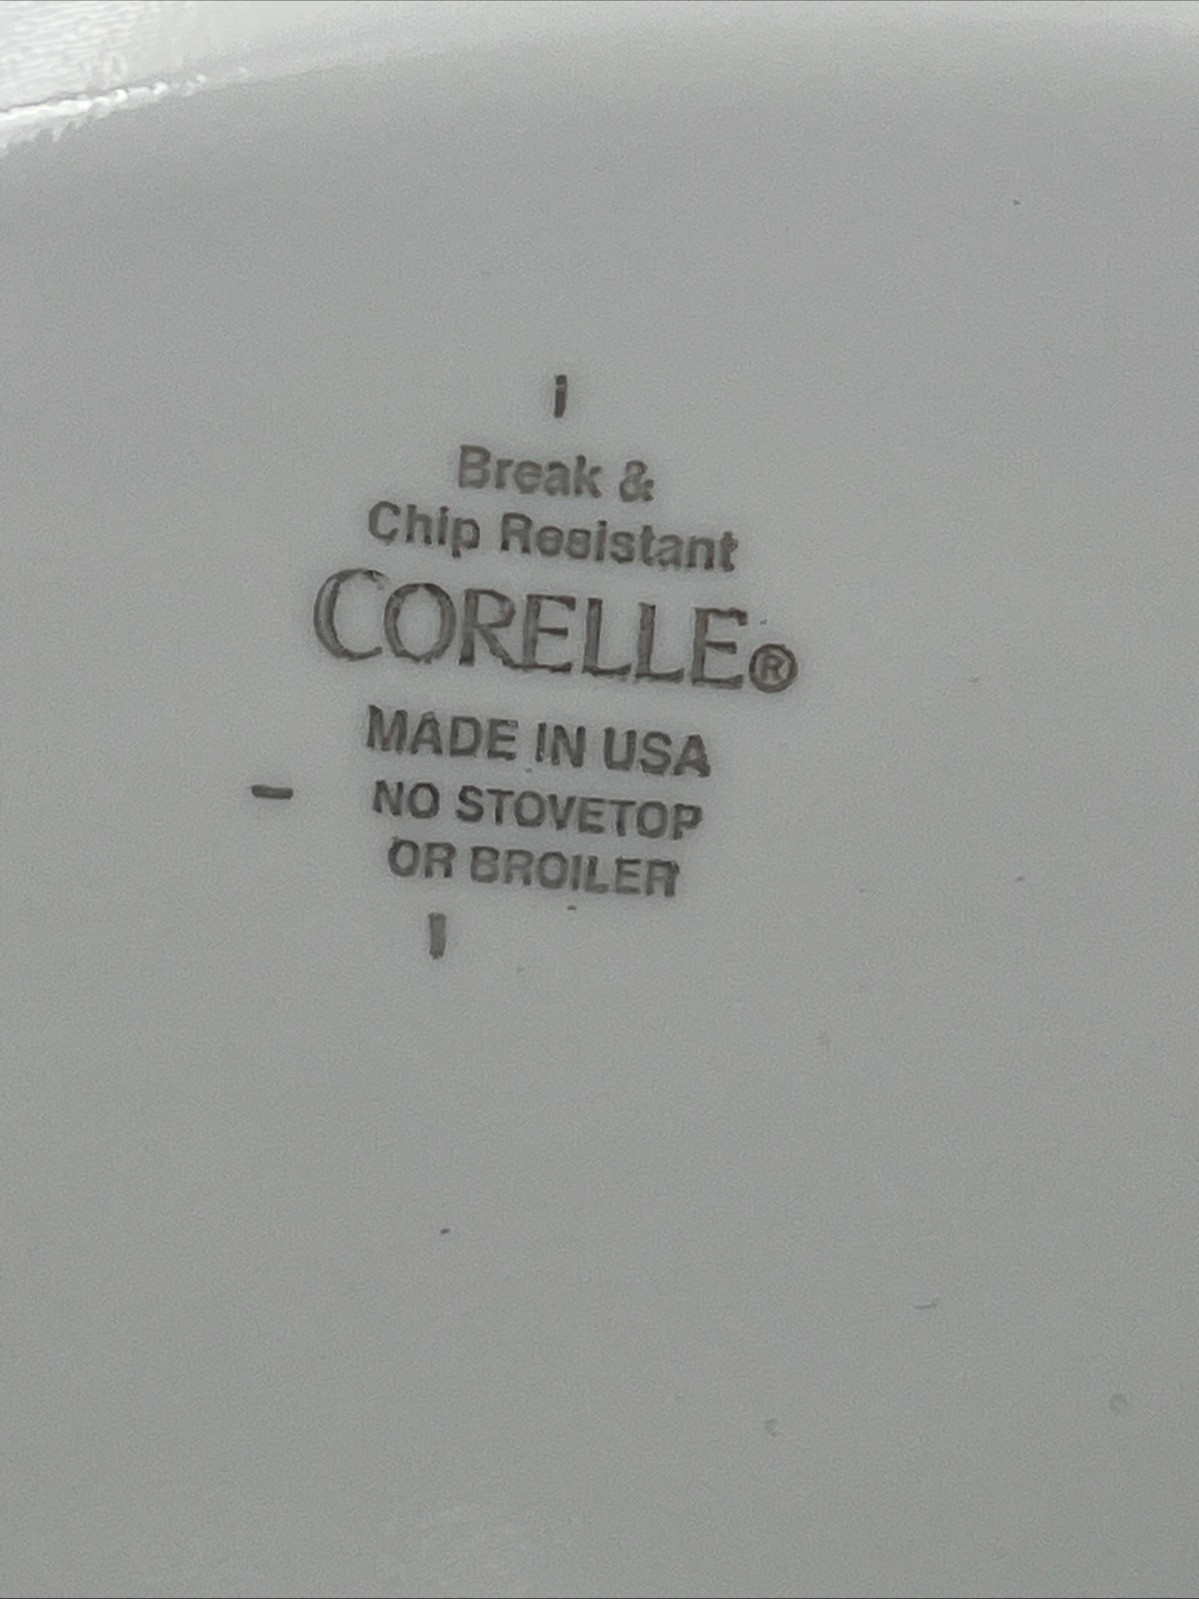 Break &
Chip Resistant
CORELLE®
MADE IN USA
NO STOVETOP
OR BROILER